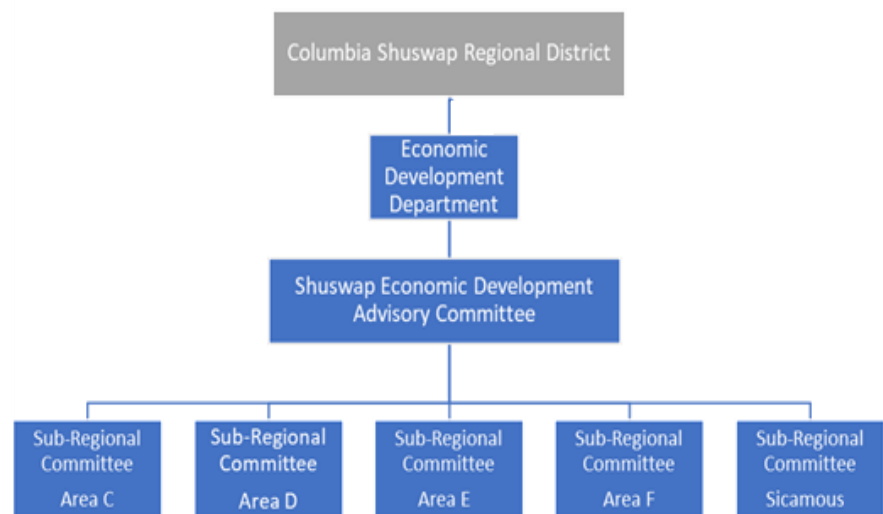 Columbia Shuswap Regional District
Economic
Development
Department
Shuswap Economic Development
Advisory Committee
Sub-Regional
Committee
Area C
Sub-Regional
Committee
Area D
Sub-Regional
Committee
Area E
Sub-Regional
Committee
Area F
Sub-Regional
Committee
Sicamous